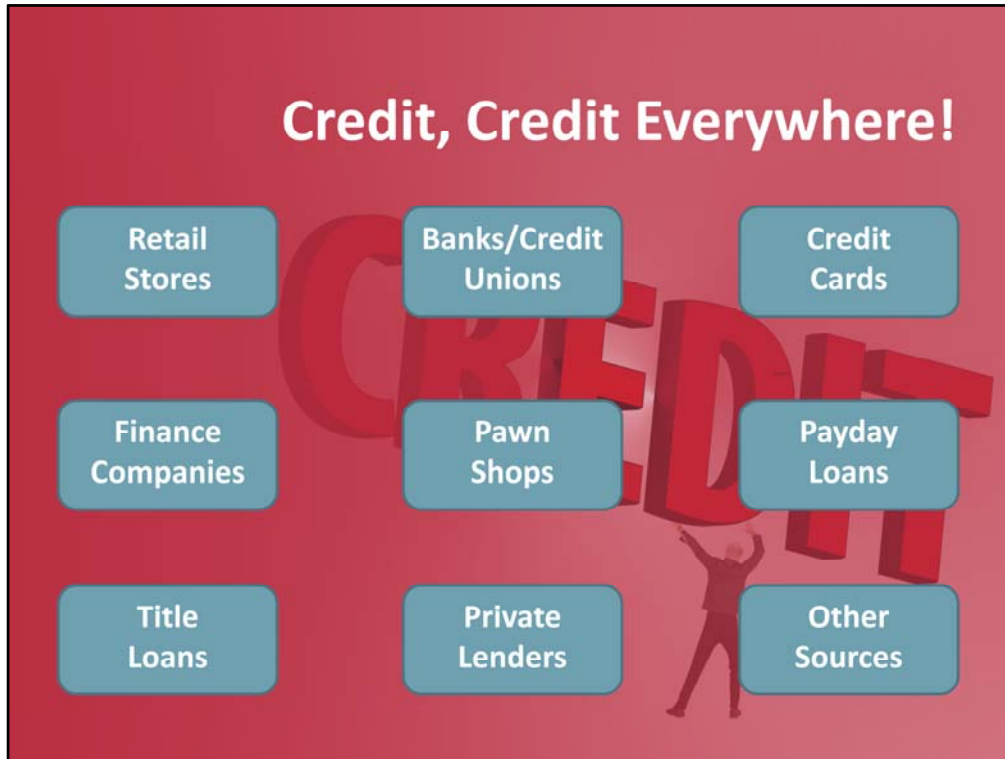 Credit, Credit Everywhere!
Retail
Stores
Banks/Credit
Unions
Credit
Cards
CREDIT
Finance
Companies
Pawn
Shops
Payday
Loans
Title
Loans
Private
Lenders
Other
Sources